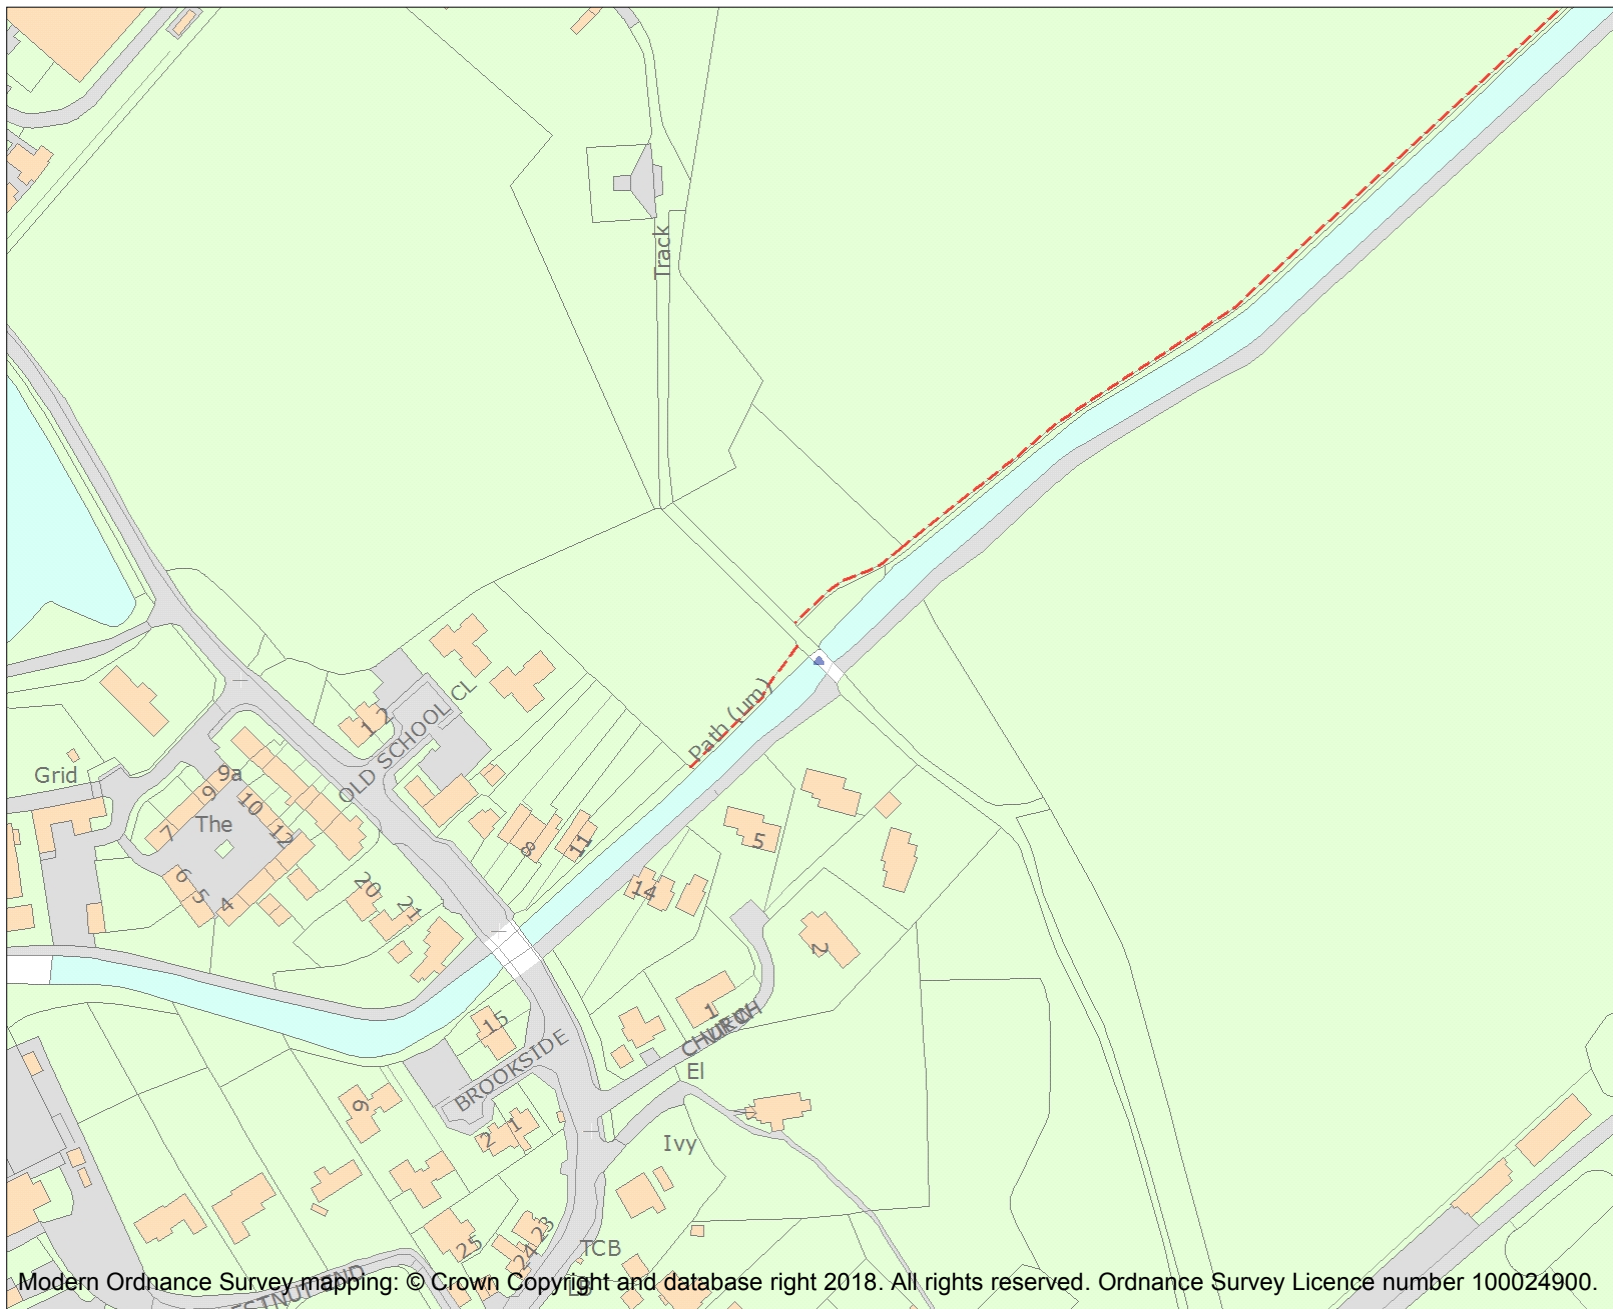 Track
Path (um)
OLD SCHOOL CL
1 2
Grid
9a
9
10
The
7
12
6
5
4
20
21
8
11
14
5
2
1
CHURCH
15
BROOKSIDE
El
9
2
1
Ivy
23
24
25
TCB
Modern Ordnance Survey mapping: © Crown Copyright and database right 2018. All rights reserved. Ordnance Survey Licence number 100024900.